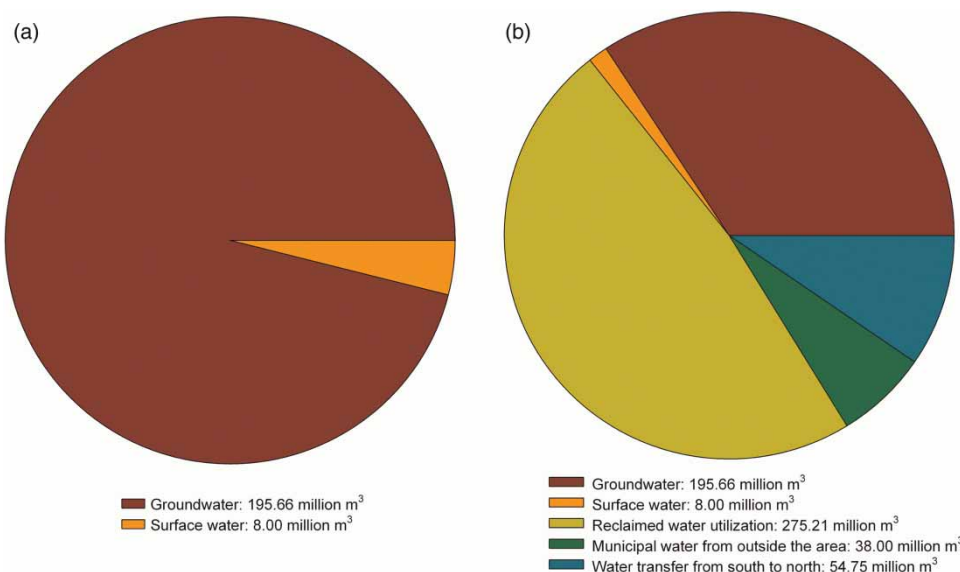 (a)
Groundwater: 195.66 million m³
Surface water: 8.00 million m³
(b)
Groundwater: 195.66 million m³
Surface water: 8.00 million m³
Reclaimed water utilization: 275.21 million m³
Municipal water from outside the area: 38.00 million m³
Water transfer from south to north: 54.75 million m³